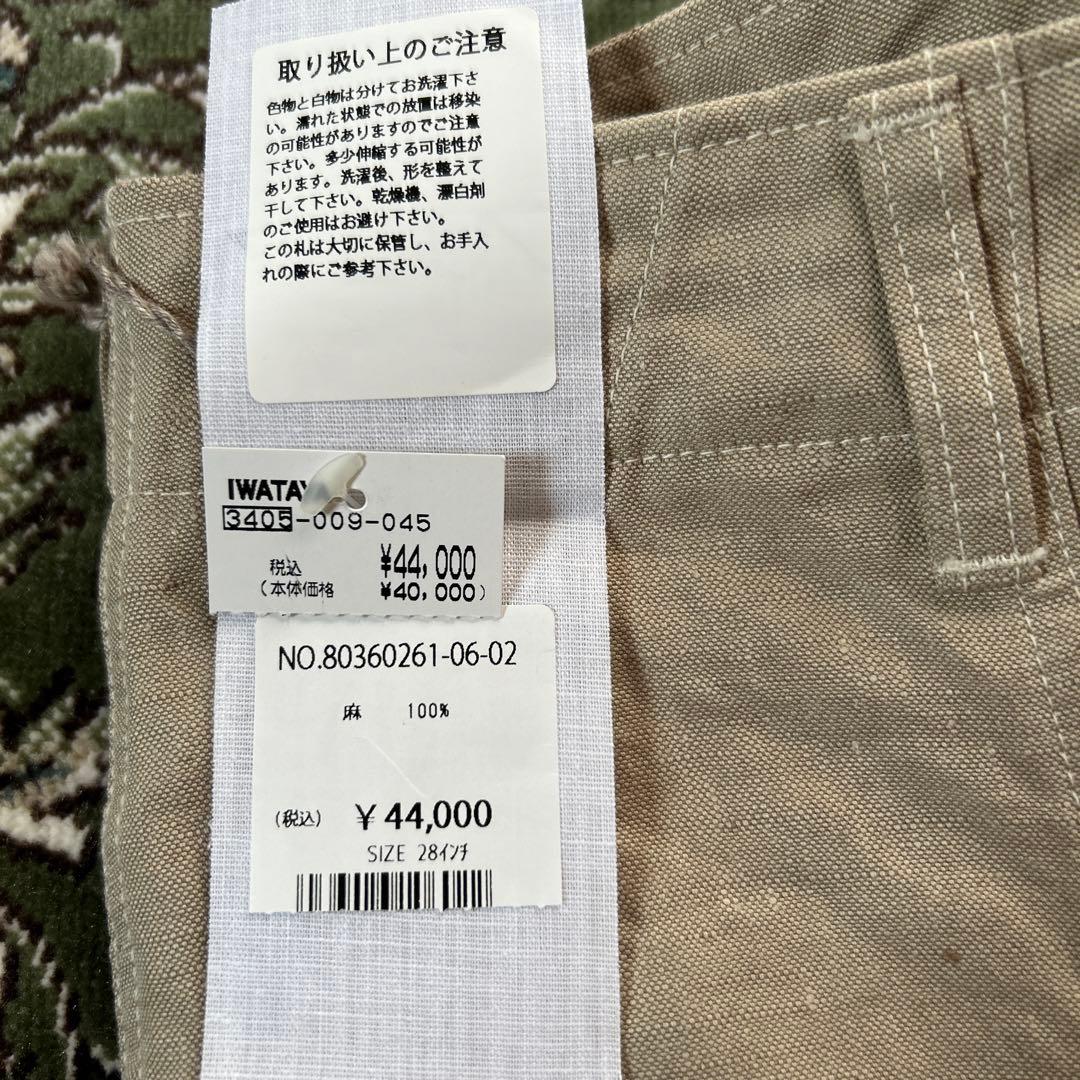 取り扱い上のご注意
色物と白物は分けてお洗濯下さ
い。濡れた状態での放置は移染
の可能性がありますのでご注意
下さい。多少伸縮する可能性が
あります。洗濯後、形を整えて
干して下さい。乾燥機、漂白剤
のご使用はお避け下さい。
この札は大切に保管し、お手入
れの際にご参考下さい。
IWATAY
3405-009-045
税込 ¥44,000
(本体価格 ¥40,000)
NO.80360261-06-02
麻 100%
(税込) ¥44,000
SIZE 28インチ